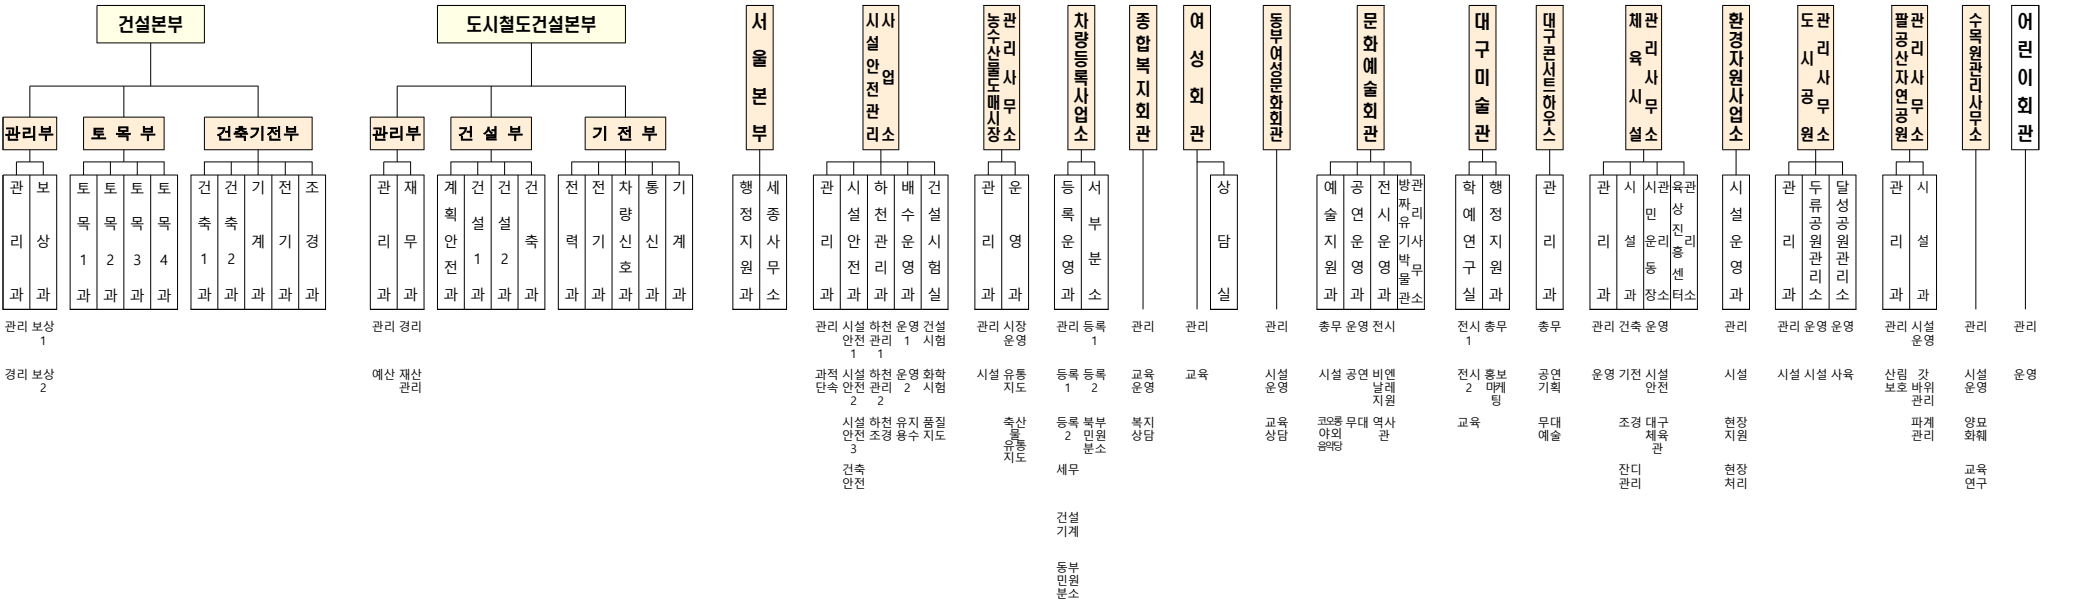 건설본부
관리부
관리과
보상과
관리
보상1
경리
보상2
토목부
토목1과
토목2과
토목3과
토목4과
건축기전부
건축1과
건축2과
기계과
전기과
조경과
도시철도건설본부
관리부
관리과
재무과
관리
경리
예산
재산관리
건설부
계획안전과
건설1과
건설2과
건축과
기전부
전력과
전기과
차량신호과
통신과
기계과
서울본부
행정지원과
세종사무소
시설안전관리사업소
관리과
시설안전과
하천관리과
배수운영과
건설시험실
관리
시설안전1
하천관리1
운영1
건설시험
과적단속
시설안전2
하천관리2
운영2
화학시험
시설안전3
하천조경
유지용수
품질지도
건축안전
농수산물도매시장관리사무소
관리과
운영과
관리
시장운영
시설
유통지도
축산물유통지도
차량등록사업소
등록운영과
서부분소
관리
등록1
등록1
등록2
등록2
북부민원분소
세무
건설기계
동부민원분소
종합복지회관
관리
교육운영
복지상담
여성회관
상담실
관리
교육
동부여성문화회관
관리
시설운영
교육상담
문화예술회관
예술지원과
공연운영과
전시운영과
방짜유기박물관관리사무소
총무
운영
전시
시설
공연
비엔날레지원
코오롱야외음악당
무대
역사관
대구미술관
학예연구실
행정지원과
전시1
총무
전시2
홍보마케팅
교육
대구콘서트하우스
관리과
총무
공연기획
무대예술
체육시설관리사무소
관리과
시설과
시민운동장관리소
육상진흥센터관리소
관리
건축
운영
운영
기전
시설안전
조경
대구체육관
잔디관리
환경자원사업소
시설운영과
관리
시설
현장지원
현장처리
도시공원관리사무소
관리과
두류공원관리소
달성공원관리소
관리
운영
운영
시설
시설
사육
팔공산자연공원관리사무소
관리과
시설과
관리
시설운영
산림보호
갓바위관리
파계관리
수목원관리사무소
관리
시설운영
양묘화훼
교육연구
어린이회관
관리
운영